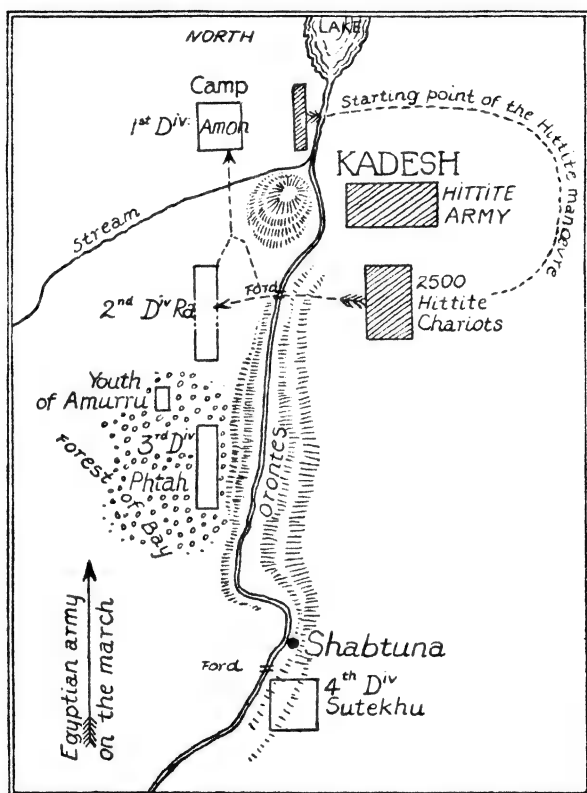 NORTH
LAKE
Camp
1st Div: Amon
Starting point of the Hittite manœvre
KADESH
HITTITE
ARMY
Stream
Ford
2nd Div Ra
2500
Hittite
Chariots
Youth
of Amurru
3rd Div
Phtah
Forest of Bay
Orontes
Shabtuna
Ford
4th Div
Sutekhu
Egyptian army
on the march